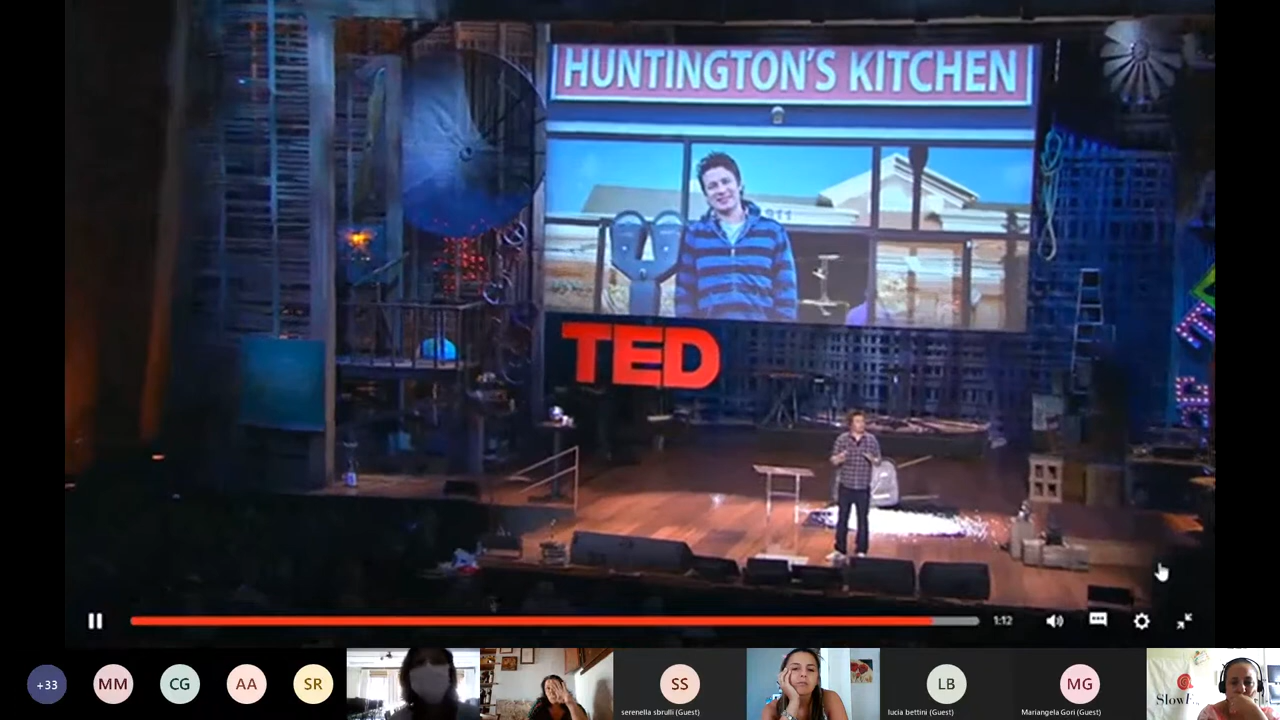 HUNTINGTON'S KITCHEN
911
TED
1:12
+33
MM
CG
AA
SR
SS
LB
MG
serenella sbrulli (Guest)
lucia bettini (Guest)
Mariangela Gori (Guest)